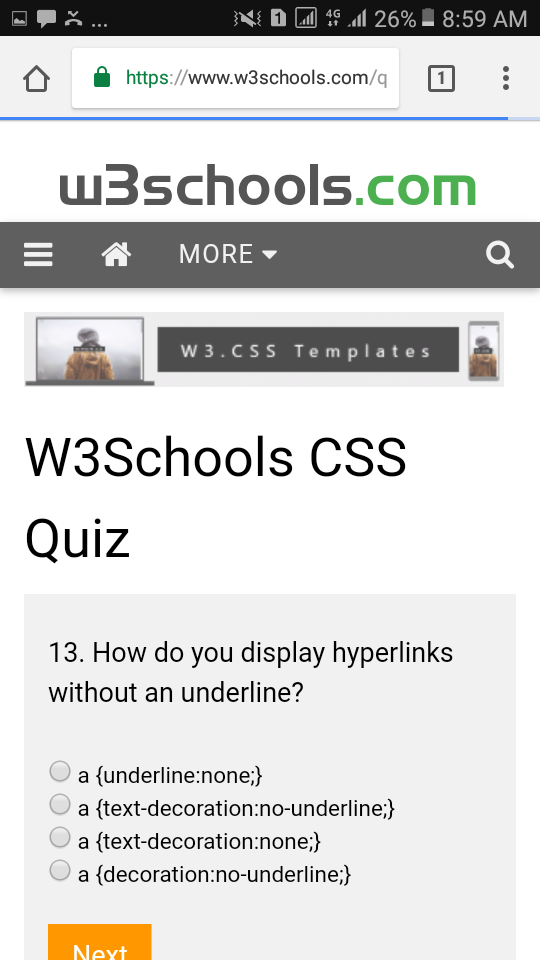 ... 1 4G 26% 8:59 AM
https://www.w3schools.com/q 1
w3schools.com
MORE
W3.CSS Templates
W3Schools CSS
Quiz
13. How do you display hyperlinks
without an underline?
a {underline:none;}
a {text-decoration:no-underline;}
a {text-decoration:none;}
a {decoration:no-underline;}
Next